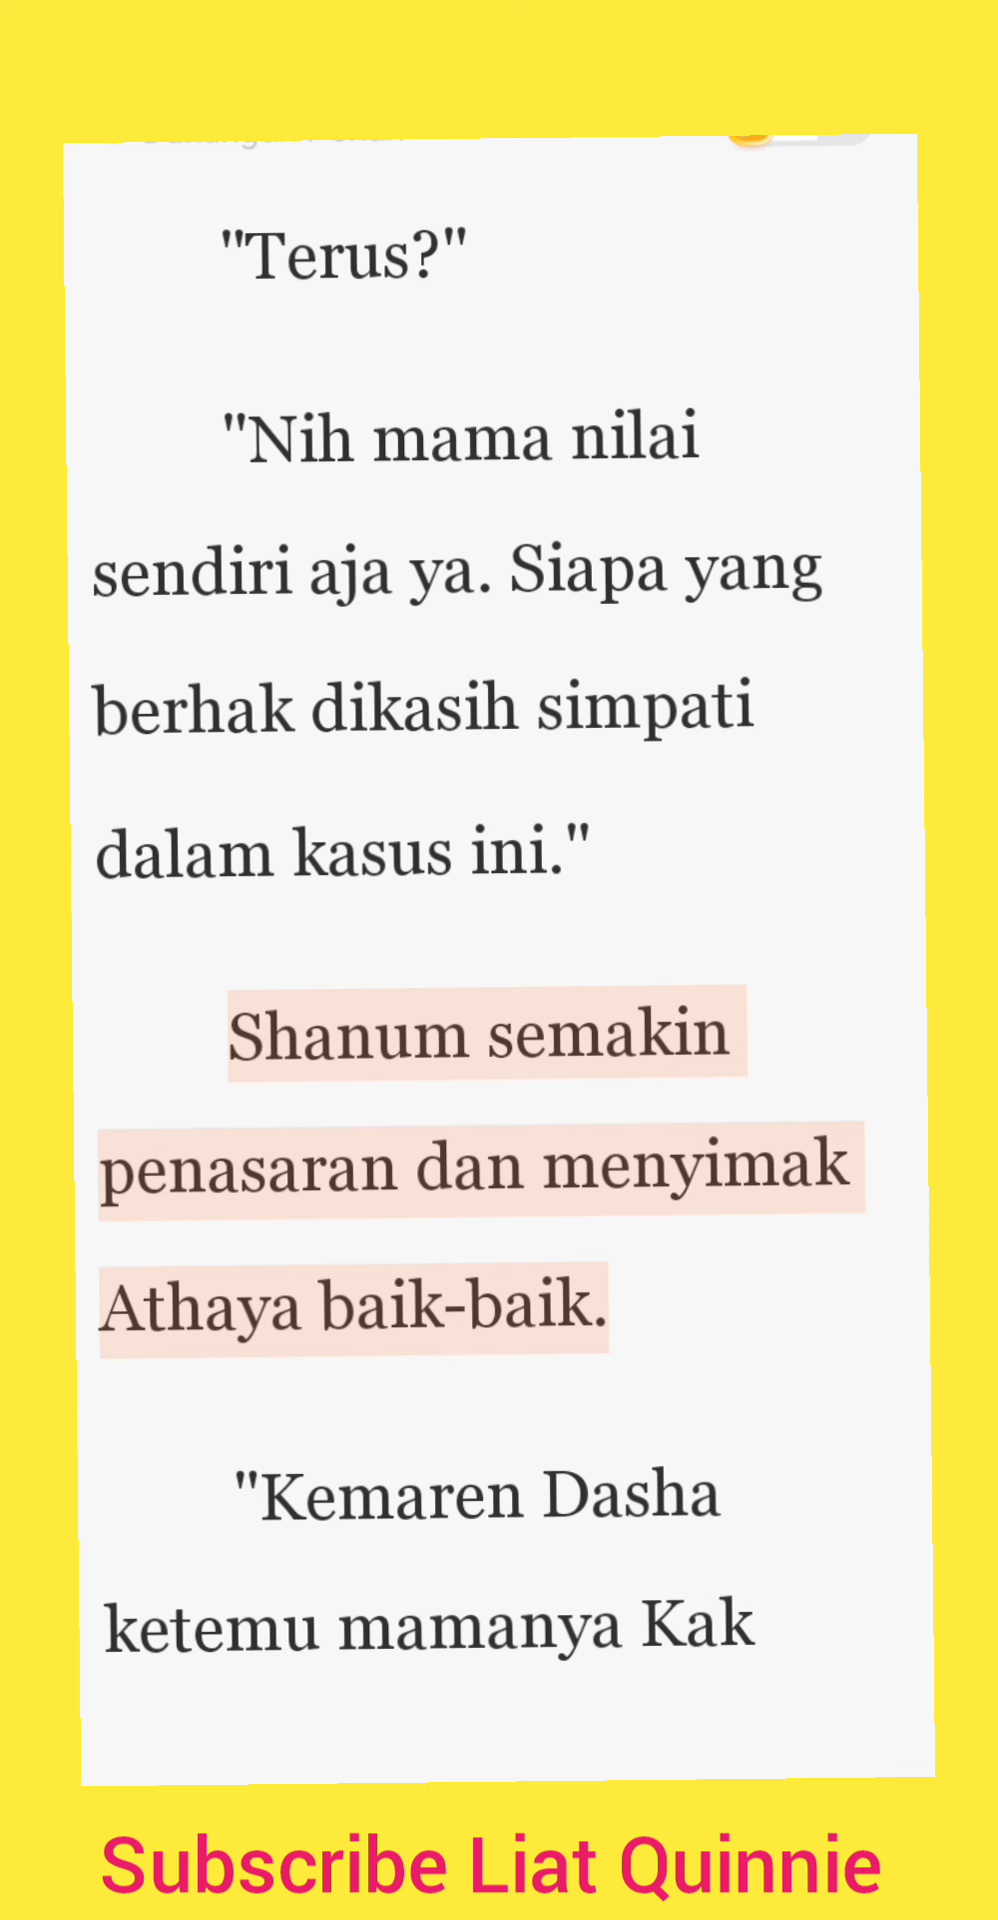 "Terus?"
"Nih mama nilai
sendiri aja ya. Siapa yang
berhak dikasih simpati
dalam kasus ini."
Shanum semakin
penasaran dan menyimak
Athaya baik-baik.
"Kemaren Dasha
ketemu mamanya Kak
Subscribe Liat Quinnie